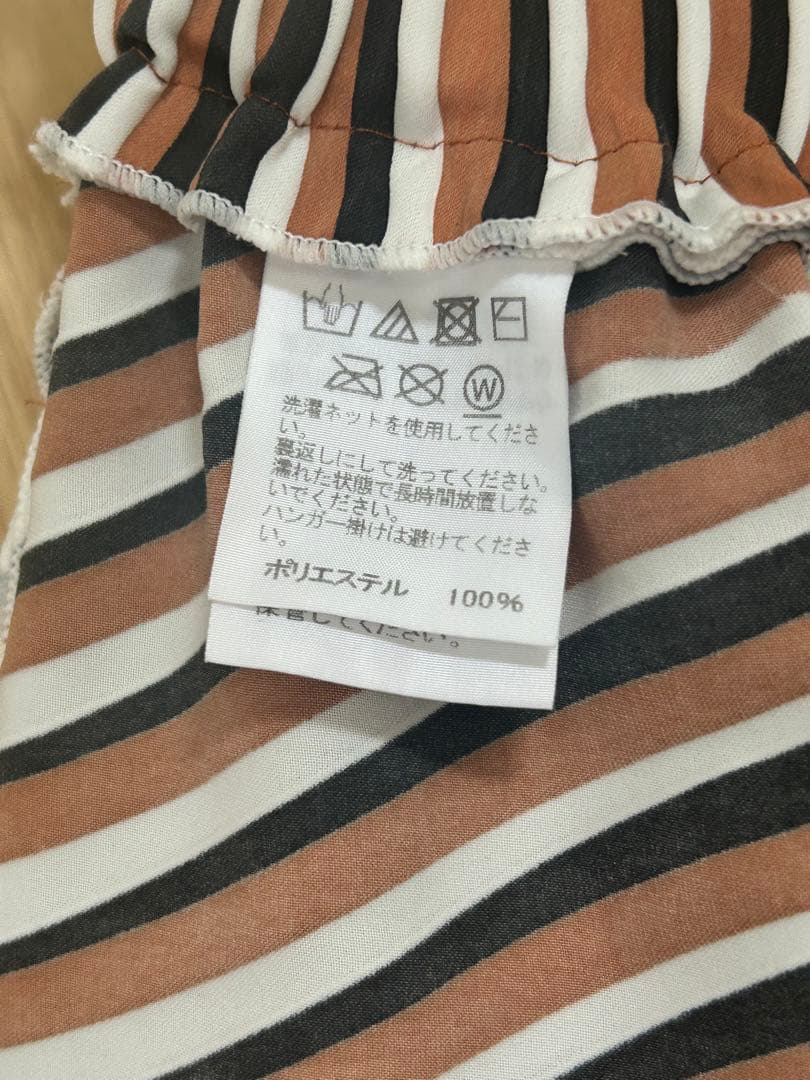 W
洗濯ネットを使用してくださ
い。
裏返しにして洗ってください。
濡れた状態で長時間放置しな
いでください。
ハンガー掛けは避けてくださ
い。
ポリエステル 100%
保管してください。